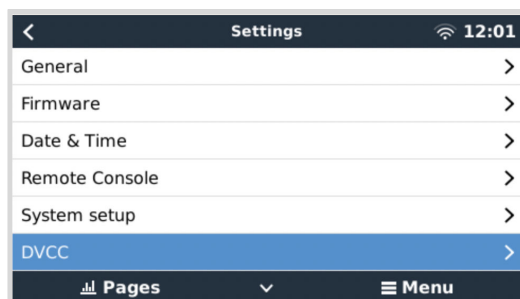 Settings 12:01
General
Firmware
Date & Time
Remote Console
System setup
DVCC
Pages Menu